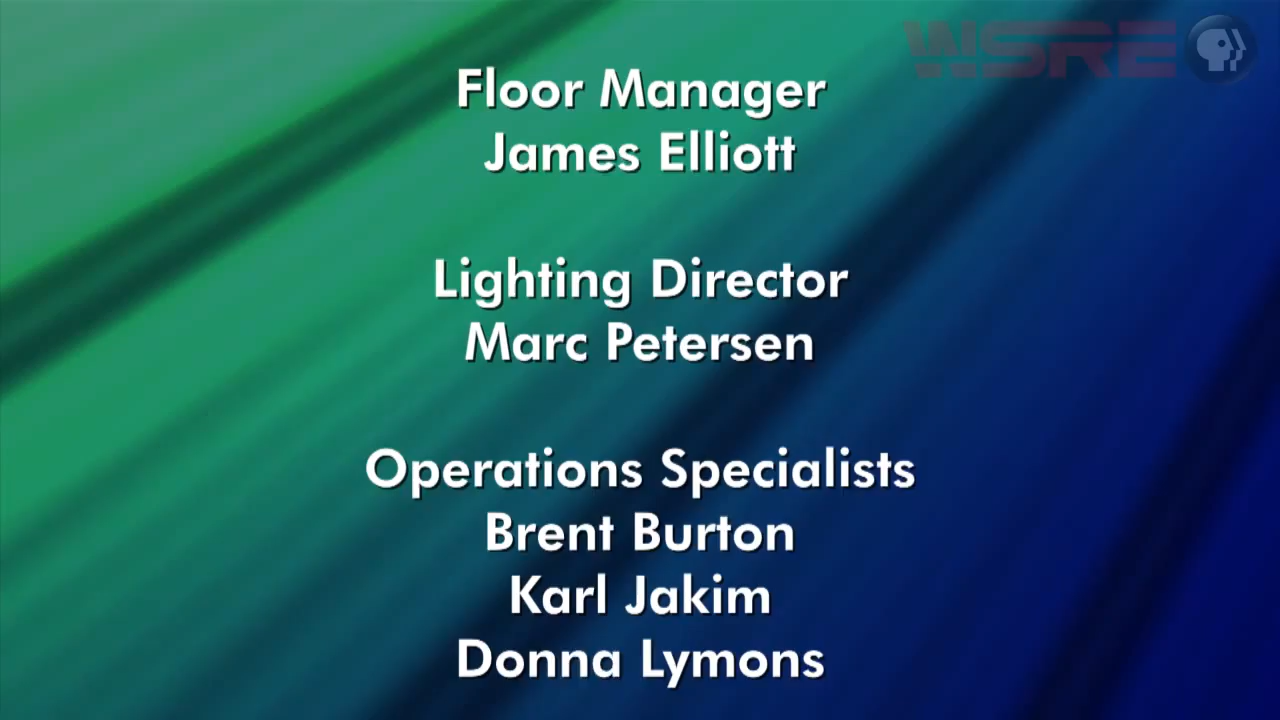 WSRE
Floor Manager
James Elliott
Lighting Director
Marc Petersen
Operations Specialists
Brent Burton
Karl Jakim
Donna Lymons